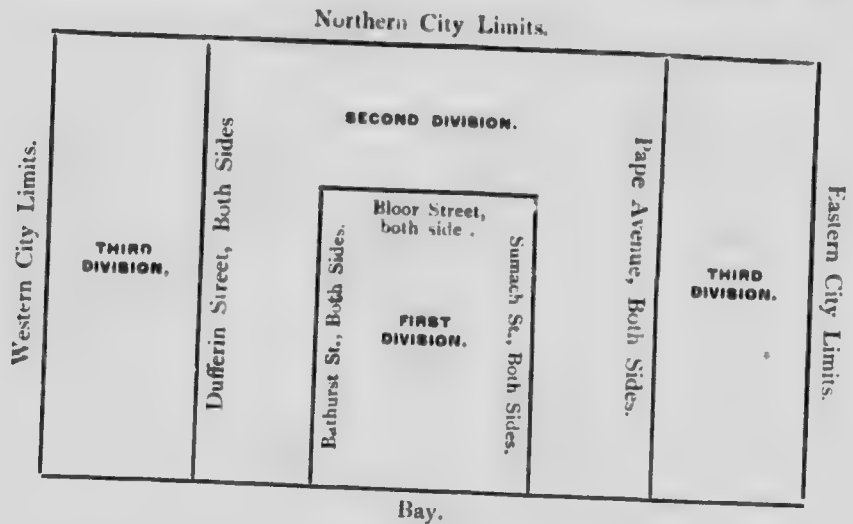 Northern City Limits.
SECOND DIVISION.
Western City Limits.
THIRD
DIVISION.
Dufferin Street, Both Sides
Bathurst St., Both Sides.
Bloor Street,
both side .
FIRST
DIVISION.
Sumach St., Both Sides.
Pape Avenue, Both Sides.
THIRD
DIVISION.
Eastern City Limits.
Bay.